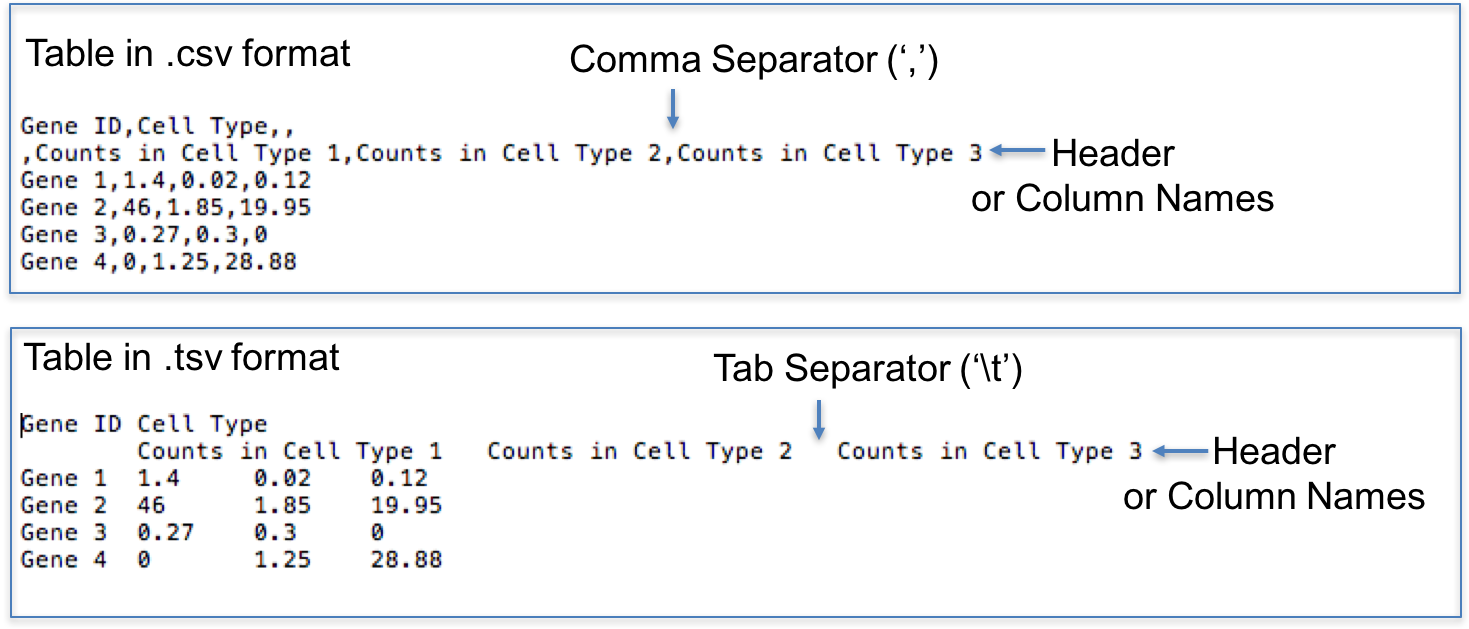 Table in .csv format
Comma Separator (‘,’)
Gene ID,Cell Type,,
,Counts in Cell Type 1,Counts in Cell Type 2,Counts in Cell Type 3
Header
or Column Names
Gene 1,1.4,0.02,0.12
Gene 2,46,1.85,19.95
Gene 3,0.27,0.3,0
Gene 4,0,1.25,28.88
Table in .tsv format
Tab Separator (‘\t’)
Gene ID	Cell Type
	Counts in Cell Type 1	Counts in Cell Type 2	Counts in Cell Type 3
Header
or Column Names
Gene 1	1.4	0.02	0.12
Gene 2	46	1.85	19.95
Gene 3	0.27	0.3	0
Gene 4	0	1.25	28.88